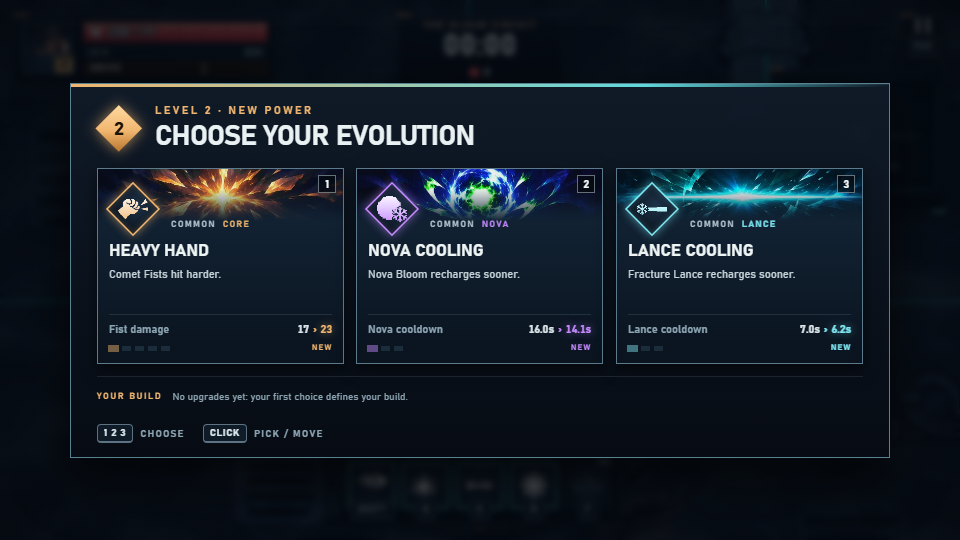 00:00
LEVEL 2 · NEW POWER
2
CHOOSE YOUR EVOLUTION
1
COMMON CORE
HEAVY HAND
Comet Fists hit harder.
Fist damage 17 › 23
NEW
2
COMMON NOVA
NOVA COOLING
Nova Bloom recharges sooner.
Nova cooldown 16.0s › 14.1s
NEW
3
COMMON LANCE
LANCE COOLING
Fracture Lance recharges sooner.
Lance cooldown 7.0s › 6.2s
NEW
YOUR BUILD No upgrades yet: your first choice defines your build.
1 2 3 CHOOSE CLICK PICK / MOVE